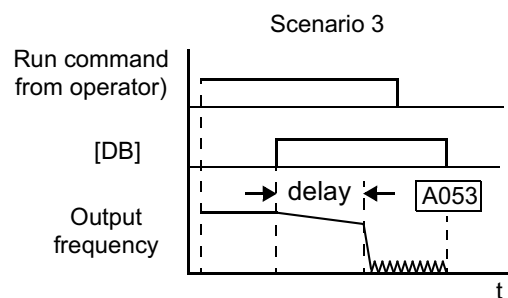 Scenario 3
Run command
from operator)
[DB]
delay
A053
Output
frequency
t